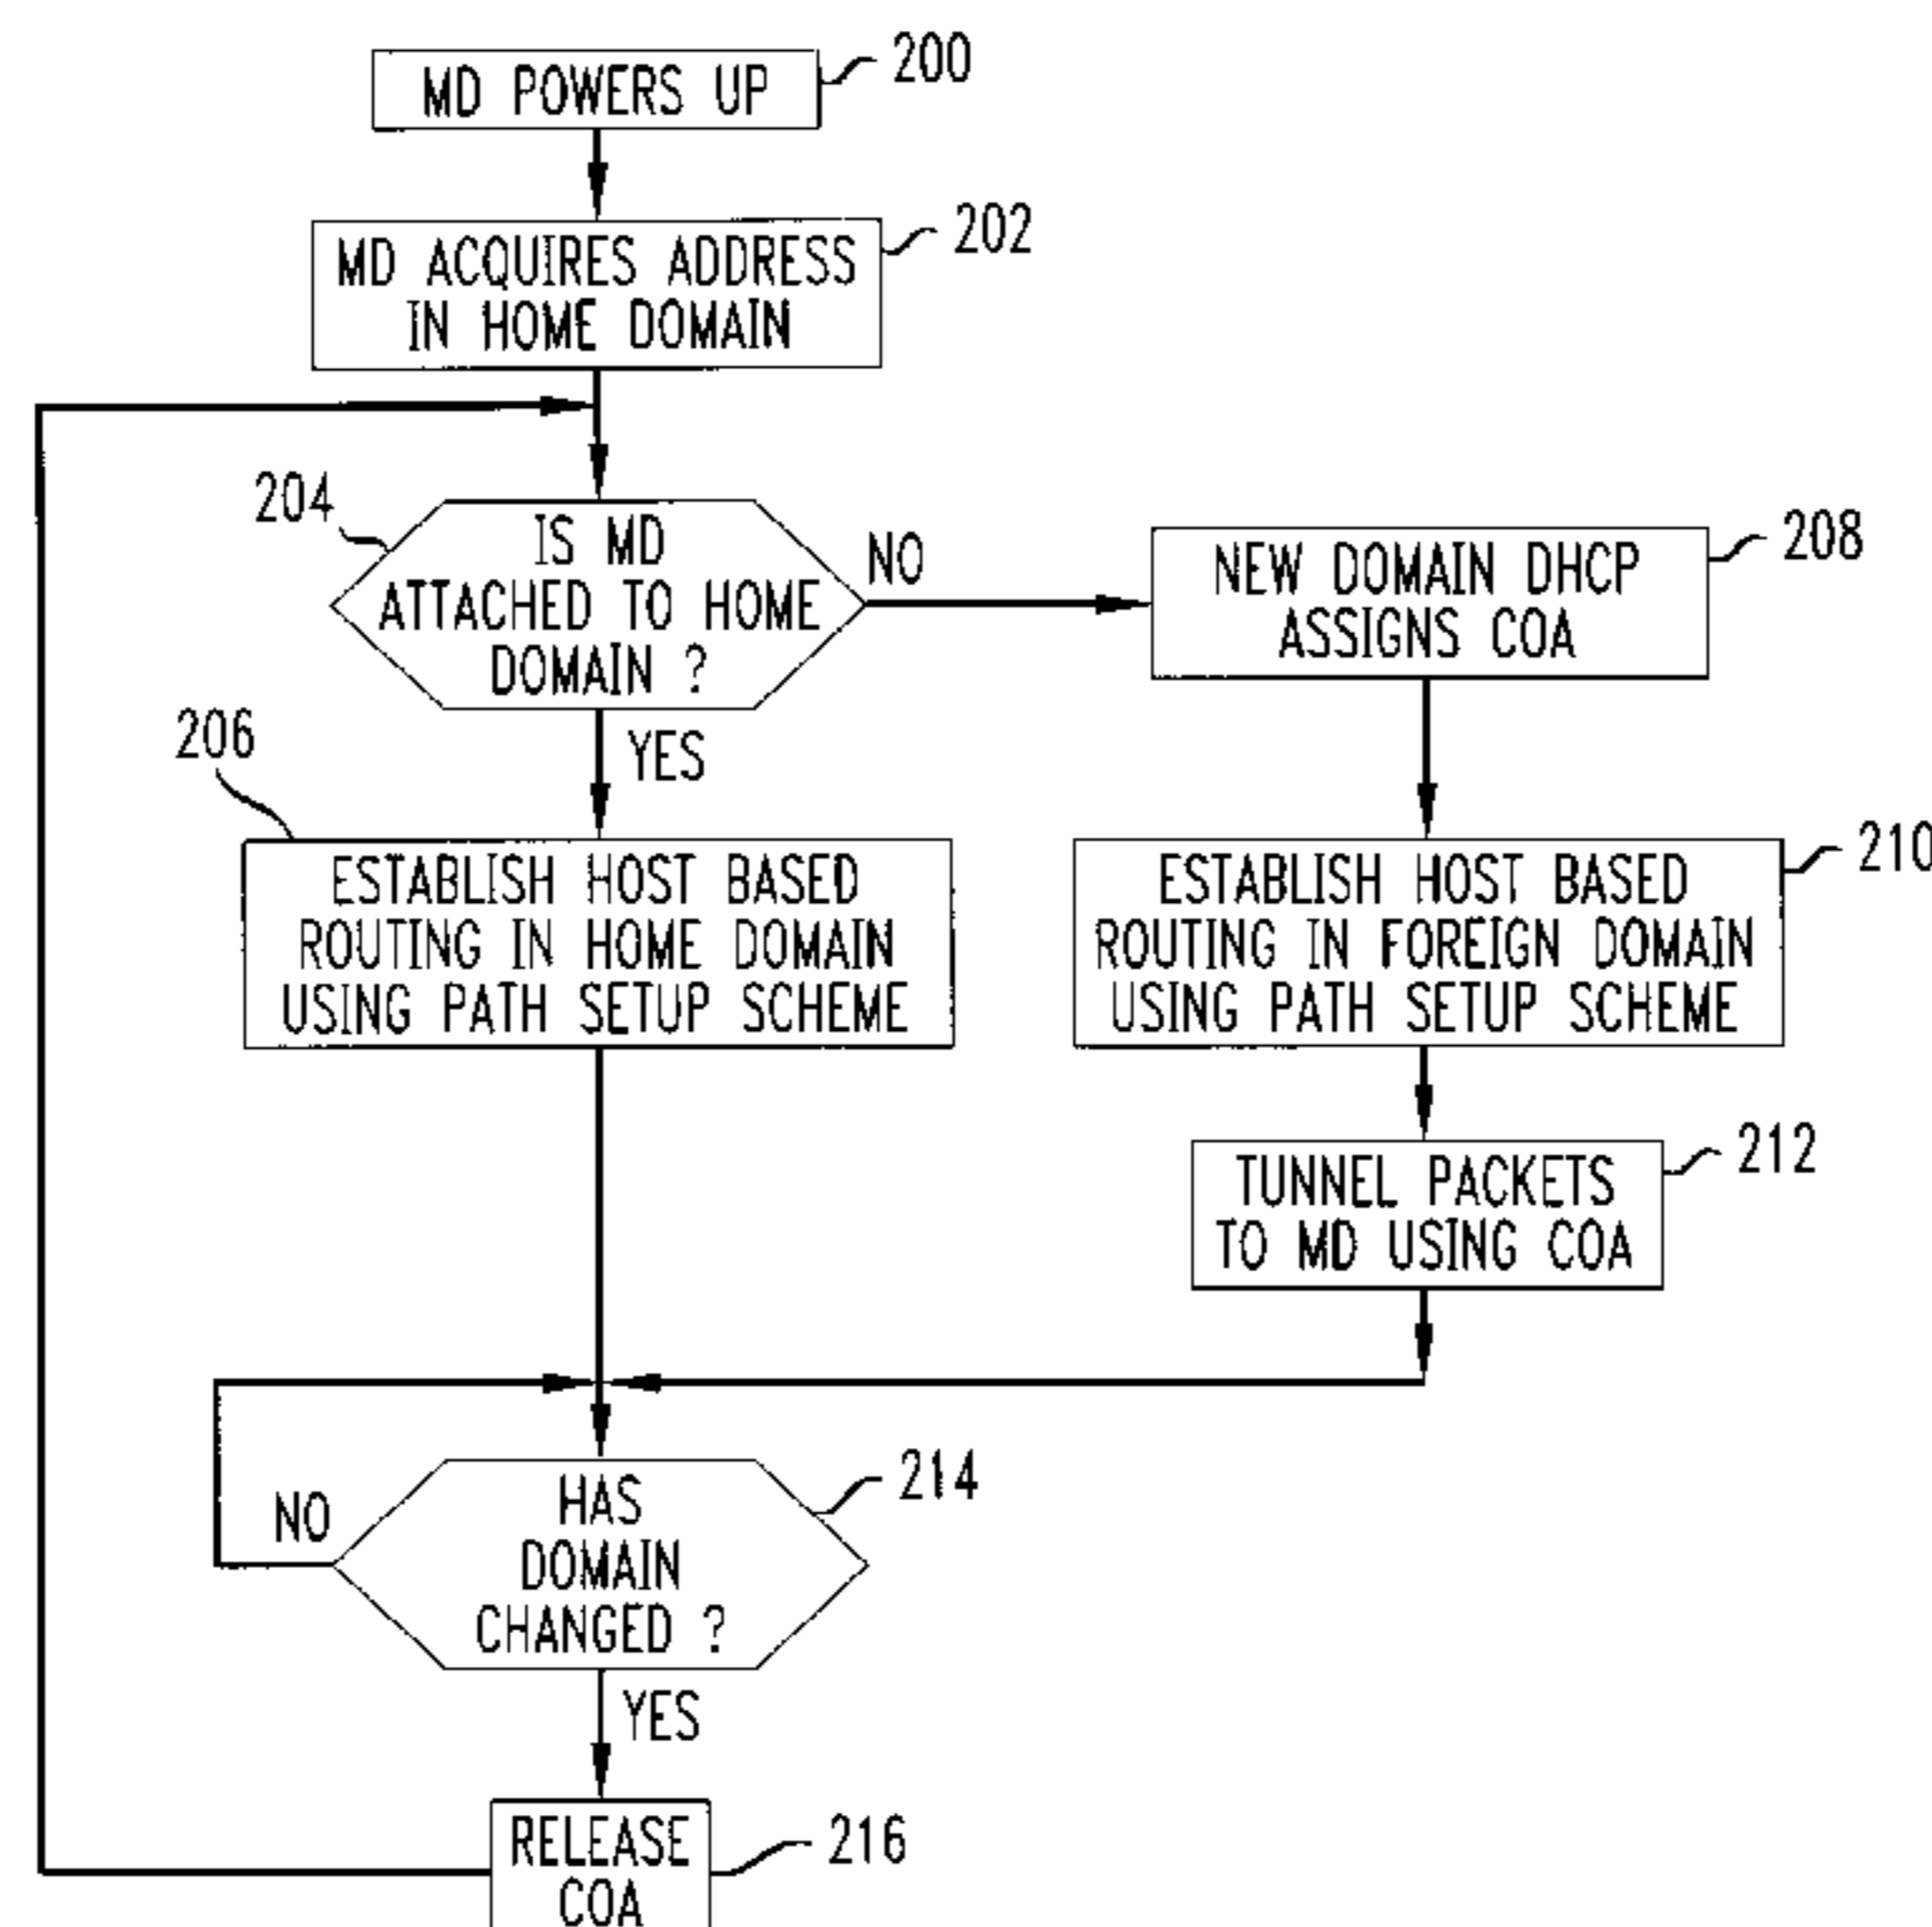 MD POWERS UP
200
MD ACQUIRES ADDRESS
IN HOME DOMAIN
202
204
IS MD
ATTACHED TO HOME
DOMAIN ?
NO
YES
NEW DOMAIN DHCP
ASSIGNS COA
208
206
ESTABLISH HOST BASED
ROUTING IN HOME DOMAIN
USING PATH SETUP SCHEME
ESTABLISH HOST BASED
ROUTING IN FOREIGN DOMAIN
USING PATH SETUP SCHEME
210
TUNNEL PACKETS
TO MD USING COA
212
HAS
DOMAIN
CHANGED ?
214
NO
YES
RELEASE
COA
216